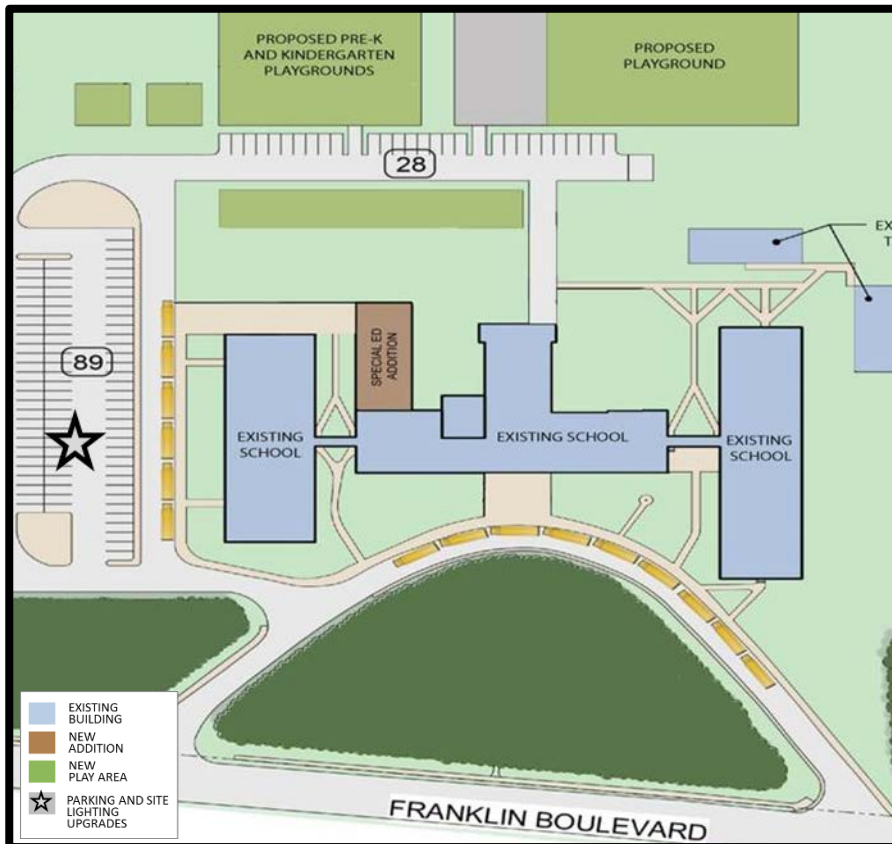 PROPOSED PRE-K
AND KINDERGARTEN
PLAYGROUNDS
PROPOSED
PLAYGROUND
28
EX
T
89
SPECIAL ED
ADDITION
EXISTING
SCHOOL
EXISTING SCHOOL
EXISTING
SCHOOL
EXISTING
BUILDING
NEW
ADDITION
NEW
PLAY AREA
PARKING AND SITE
LIGHTING
UPGRADES
FRANKLIN BOULEVARD